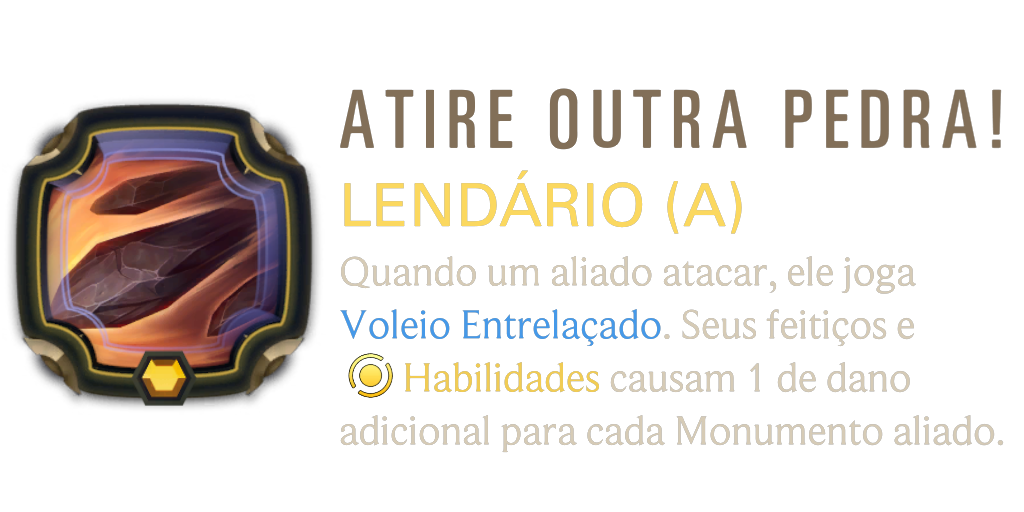 ATIRE OUTRA PEDRA!
LENDÁRIO (A)
Quando um aliado atacar, ele joga
Voleio Entrelaçado. Seus feitiços e
Habilidades causam 1 de dano
adicional para cada Monumento aliado.